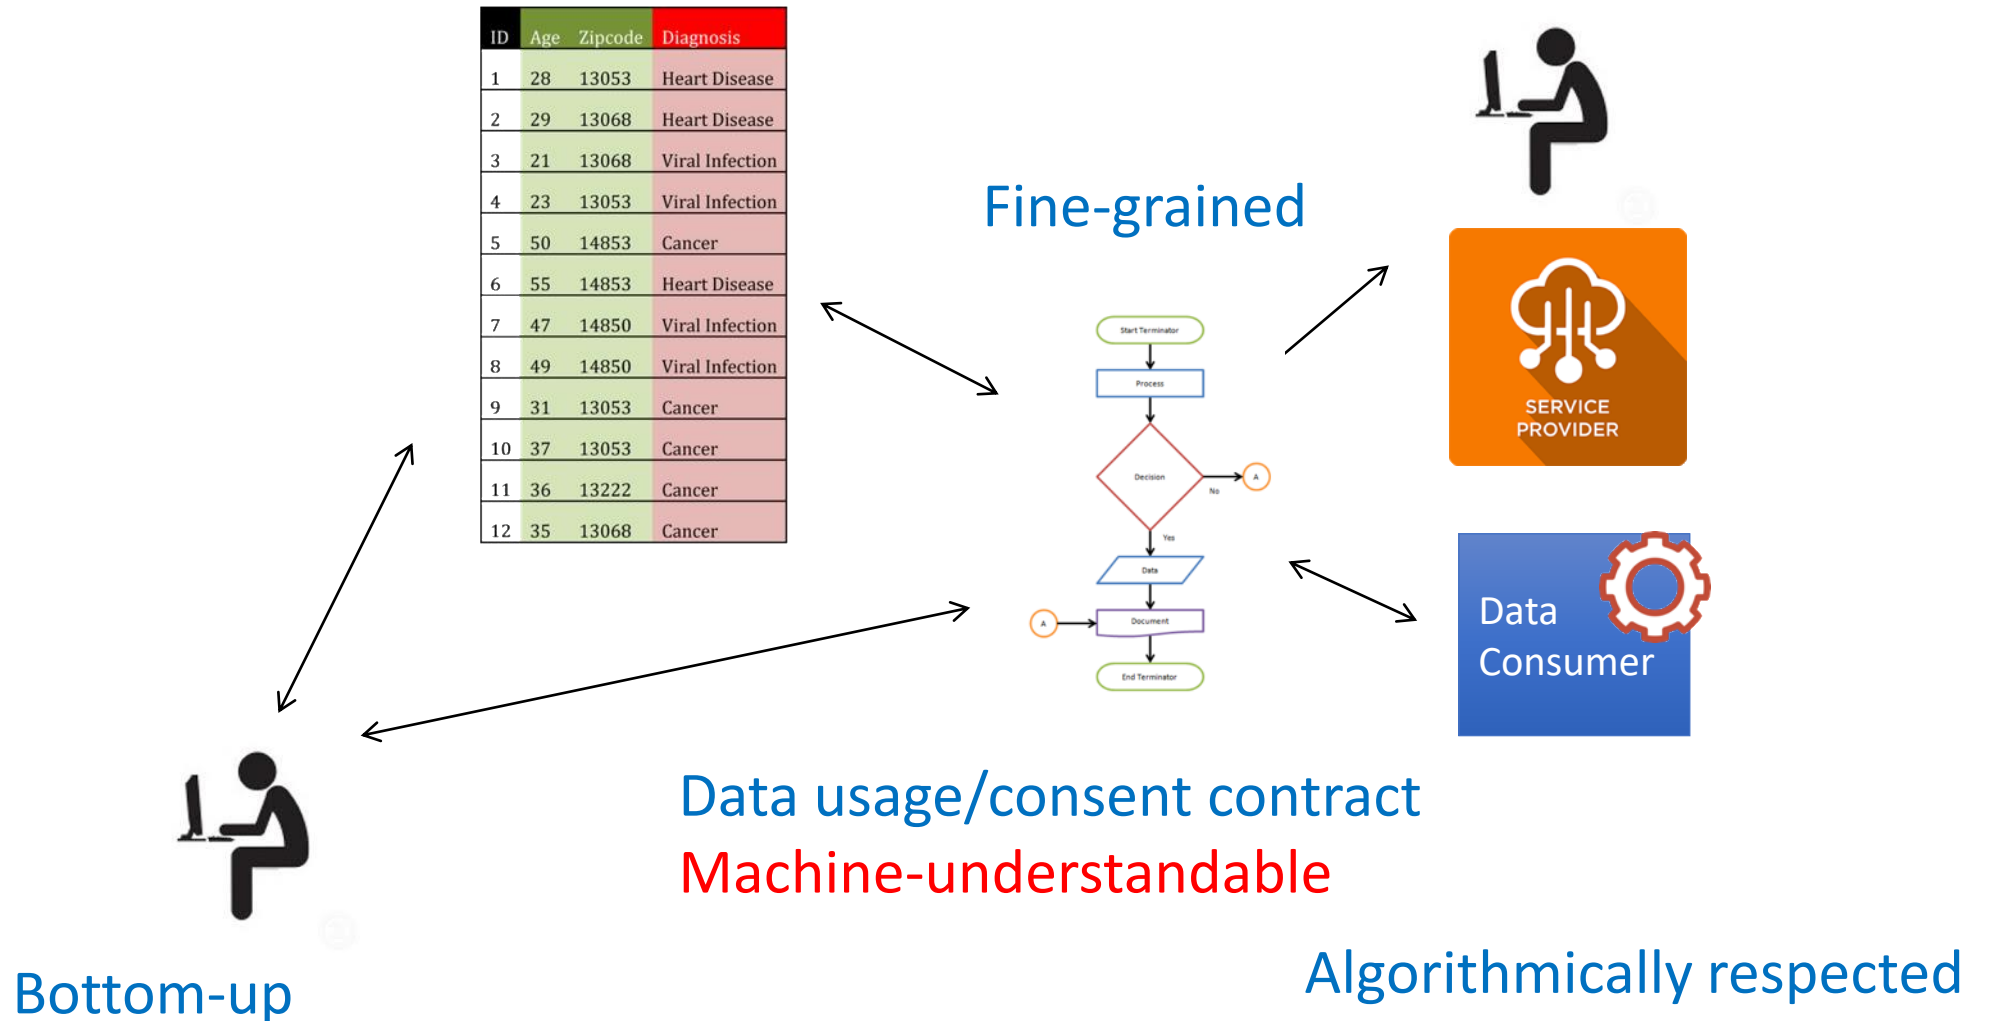 ID Age Zipcode Diagnosis
1 28 13053 Heart Disease
2 29 13068 Heart Disease
3 21 13068 Viral Infection
4 23 13053 Viral Infection
5 50 14853 Cancer
6 55 14853 Heart Disease
7 47 14850 Viral Infection
8 49 14850 Viral Infection
9 31 13053 Cancer
10 37 13053 Cancer
11 36 13222 Cancer
12 35 13068 Cancer
Fine-grained
Start Terminator
Process
Decision
No
A
Yes
Data
A
Document
End Terminator
SERVICE
PROVIDER
Data
Consumer
Data usage/consent contract
Machine-understandable
Bottom-up
Algorithmically respected